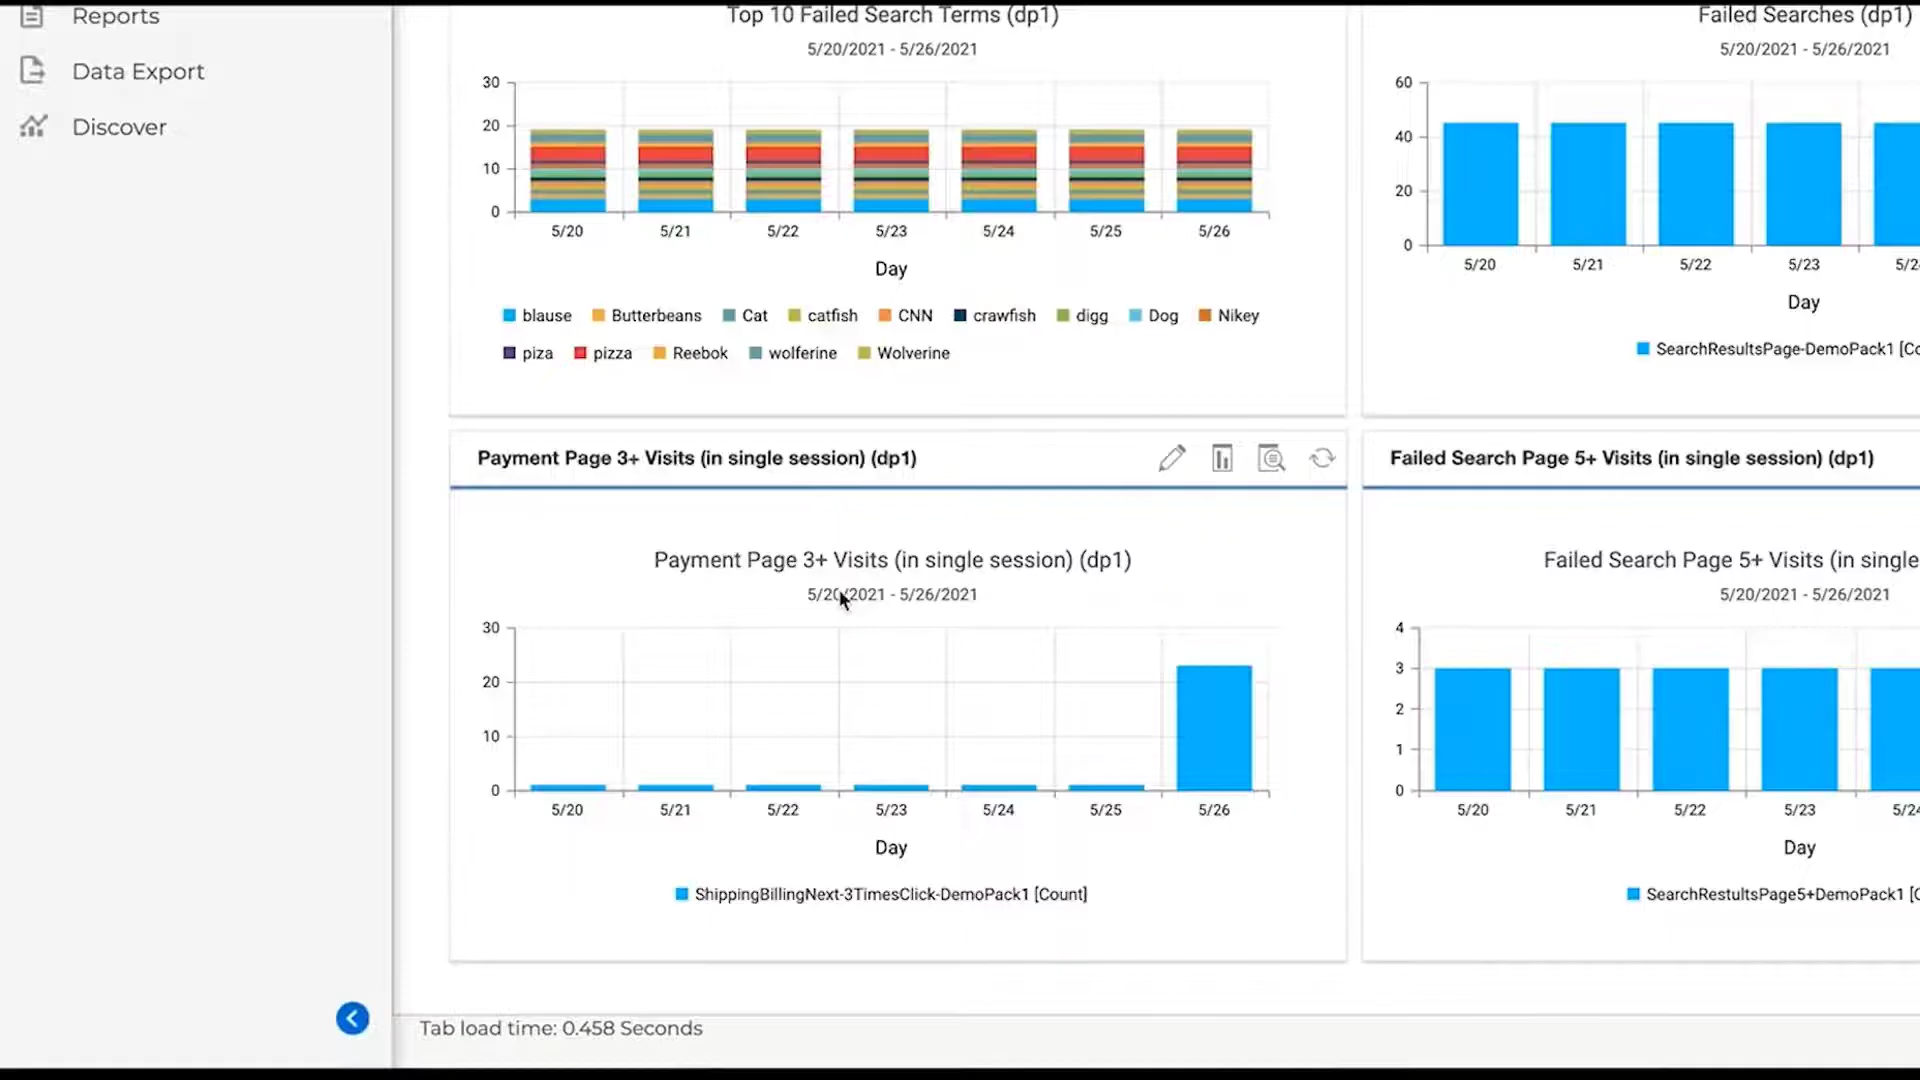 Reports
Data Export
Discover
Top 10 Failed Search Terms (dp1)
5/20/2021 - 5/26/2021
30
20
10
0
5/20 5/21 5/22 5/23 5/24 5/25 5/26
Day
blause Butterbeans Cat catfish CNN crawfish digg Dog Nikey
piza pizza Reebok wolferine Wolverine
Failed Searches (dp1)
5/20/2021 - 5/26/2021
60
40
20
0
5/20 5/21 5/22 5/23 5/2
Day
SearchResultsPage-DemoPack1 [Co
Payment Page 3+ Visits (in single session) (dp1)
Payment Page 3+ Visits (in single session) (dp1)
5/20/2021 - 5/26/2021
30
20
10
0
5/20 5/21 5/22 5/23 5/24 5/25 5/26
Day
ShippingBillingNext-3TimesClick-DemoPack1 [Count]
Failed Search Page 5+ Visits (in single session) (dp1)
Failed Search Page 5+ Visits (in single
5/20/2021 - 5/26/2021
4
3
2
1
0
5/20 5/21 5/22 5/23 5/24
Day
SearchRestultsPage5+DemoPack1 [C
Tab load time: 0.458 Seconds